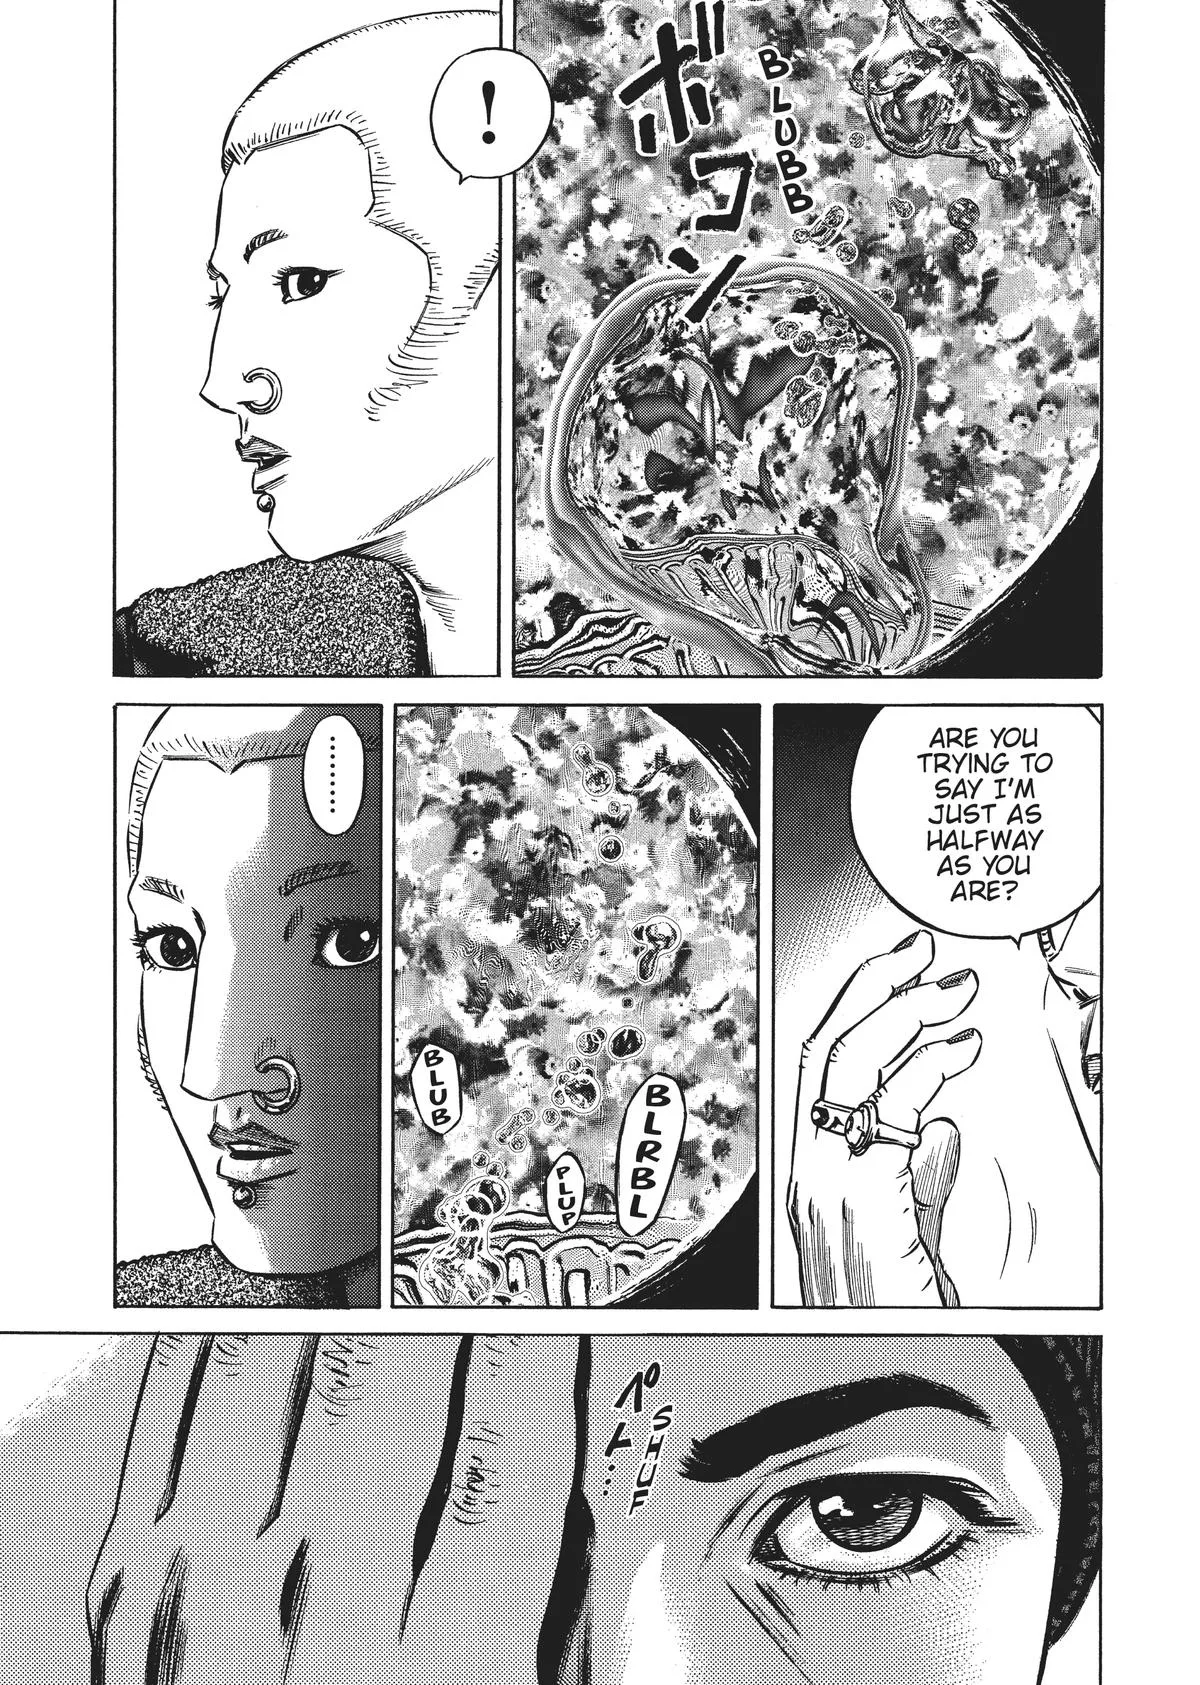 ボコン
BLUBB
!
ARE YOU
TRYING TO
SAY I'M
JUST AS
HALFWAY
AS YOU
ARE?
BLUB
BLRBL
PLUP
………
ペト…
SHUF